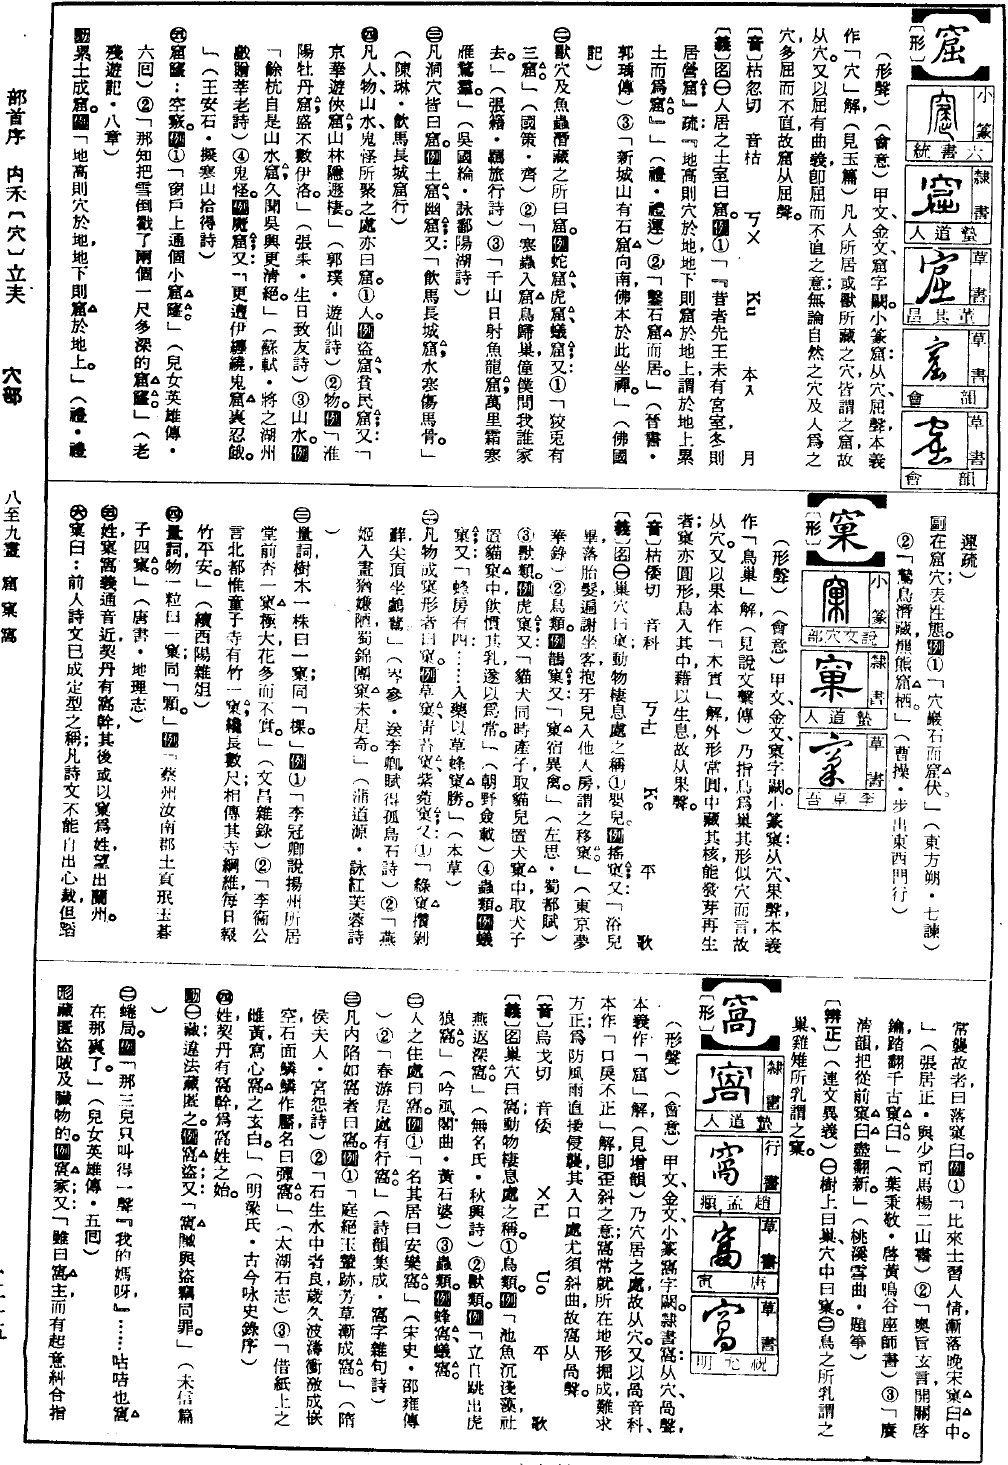 窟
〔形〕
小篆
六書統
隸書
蟄道人
草書
董其昌
草書
韻會
草書
韻會
（形聲）（會意）甲文、金文、窟字闕。小篆窟：从穴、屈聲，本義
作「穴」解（見玉篇）凡人所居或獸所藏之穴皆謂之窟，故
从穴。又以屈有曲義，卽屈而不直之意；無論自然之穴及人爲之
穴，多屈而不直，故窟从屈聲。
〔音〕枯忽切　音枯　ㄎㄨ　Ku　本入　月
〔義〕名㊀人居之土室曰窟。例①「『昔者先王未有宮室，冬則
居營窟』疏『地高則穴於地，地下則窟於地上，謂於地上累
土而爲窟。』」（禮・禮運）②「鑿石窟而居。」（晉書・
郭瑀傳）③「新城山有石窟向南，佛本於此坐禪。」（佛國
記）
㊁獸穴及魚蟲潛藏之所曰窟。例蛇窟、虎窟、蟻窟；又：①「狡兎有
三窟。」（國策・齊）②「寒蟲入窟鳥歸巢，僮僕問我誰家
去。」（張籍・羈旅行詩）③「千山日射魚龍窟，萬里霜寒
雁鶩羣。」（吳國綸・詠鄱陽湖詩）
㊂凡洞穴皆曰窟。例土窟、幽窟；又：「飮馬長城窟，水寒傷馬骨。」
（陳琳・飮馬長城窟行）
㊃凡人、物、山水、鬼怪所聚之處亦曰窟。①人。例盜窟、貧民窟；又：「
京華遊俠窟，山林隱遯棲。」（郭璞・遊仙詩）②物。例「淮
陽牡丹窟，盛不數伊洛。」（張耒・生日致友詩）③山水。例
「餘杭自是山水窟，久聞吳興更清絕。」（蘇軾・將之湖州
戲贈莘老詩）④鬼怪。例魔窟；又：「更遭伊纏繞，鬼窟眞忍餓。
」（王安石・擬寒山拾得詩）
㊅窟窿：空竅。例①「窗戶上通個小窟窿。」（兒女英雄傳・
六回）②「那知把雪倒戳了兩個一尺多深的窟窿。」（老
殘遊記・八章）
動累土成窟。例「地高則穴於地，地下則窟於地上。」（禮・禮
部首序　內禾〔穴〕立夫　穴部　八至九畫　窟窠窩
運疏）
副在窟穴；表性態。例①「穴巖石而窟伏。」（東方朔・七諫）
②「鷙鳥潛藏，熊羆窟栖。」（曹操・步出東西門行）
窠
〔形〕
小篆
說文穴部
隸書
蟄道人
草書
李卓吾
（形聲）（會意）甲文、金文窠字闕。小篆窠：从穴、果聲，本義
作「鳥巢」解（見說文繫傳）乃指鳥爲巢其形似穴而言，故
从穴。又以果本作「木實」解，外形常圓，中藏其核，能發芽再生
者；窠亦圓形，鳥入其中，藉以生息，故从果聲。
〔音〕枯倭切　音科　ㄎㄜ　Ke　平　歌
〔義〕名㊀巢穴曰窠；動物棲息處之稱①嬰兒。例搖窠；又：「浴兒
畢，落胎髮，遍謝坐客，抱牙兒入他人房，謂之移窠。」（東京夢
華錄）②鳥類。例鵲窠；又：「窠宿異禽。」（左思・蜀都賦）
③獸類。例虎窠；又：「貓犬同時產子，取貓兒置犬窠中，取犬子
置貓窠中，飮慣其乳，遂以爲常。」（朝野僉載）④蟲類。例蟻
窠；又：「蜂房有四……入藥以草蜂窠勝。」（本草）
㊁凡物成窠形者曰窠。例草窠、靑苔窠、紫菀窠；又：①「綠窠攢剝
蘚，尖頂坐鸕鶿。」（岑參・送李翺賦得孤島石詩）②「燕
姬入畫猶嫌陋，蜀錦團窠未足奇。」（蒲道源・詠紅芙蓉詩
）
㊂量詞，樹木一株曰一窠；同「棵。」例①「李冠卿說揚州所居
堂前杏一窠，極大，花多而不實。」（文昌雜錄）②「李衞公
言北都惟童子寺有竹一窠，纔長數尺，相傳其寺綱維每日報
竹平安。」（續西陽雜俎）
㊃量詞，物一粒曰一窠，同「顆。」例「蔡州汝南郡土貢珉玉碁
子四窠。」（唐書・地理志）
㊄姓，窠、窩義通音近，契丹有窩幹，其後或以窠爲姓，望出蘭州。
㊅窠臼：前人詩文已成定型之稱；凡詩文不能自出心裁，但蹈
常襲故者，曰落窠臼。例①「比來士習人情，漸落晚宋窠臼中。
」（張居正・與少司馬楊二山書）②「奧旨玄言，開關啓
鑰，踏翻千古窠臼。」（葉秉敬・啓黃鳴谷座師書）③「賡
淸韻，把從前窠臼盡翻新。」（桃溪雪曲・題箏）
〔辨正〕（連文異義）㊀樹上曰巢，穴中曰窠。㊁鳥之所乳謂之
巢，雞雉所乳謂之窠。
窩
〔形〕
隸書
蟄道人
行書
趙孟頫
草書
唐寅
草書
祝允明
（形聲）（會意）甲文、金文、小篆窩字闕。隸書窩：从穴、咼聲，
本義作「窟」解（見增韻）乃穴居之處，故从穴。又以咼音科，
本作「口戾不正」解，卽歪斜之意；窩常就所在地形掘成，難求
方正；爲防風雨直接侵襲，其入口處尤須斜曲，故窩从咼聲。
〔音〕烏戈切　音倭　ㄨㄛ　Uo　平　歌
〔義〕名㊀巢穴曰窩；動物棲息處之稱。①鳥類。例「池魚沉淺藻，社
燕返深窩。」（無名氏・秋興詩）②獸類。例「立自跳出虎
狼窩。」（吟風閣曲・黃石婆）③蟲類。例蜂窩、蟻窩。
㊁人之住處曰窩。例①「名其居曰安樂窩。」（宋史・邵雍傳
）②「春游是處有行窩。」（詩韻集成・窩字雜句詩）
㊂凡內陷如窩者曰窩。例①「庭絕玉輦跡，芳草漸成窩。」（隋
侯夫人・宮怨詩）②「石生水中者良，歲久波濤衝激成嵌
空，石面鱗鱗作靨，名曰彈窩。」（太湖石志）③「借紙上之
雌黃，寫心窩之玄白。」（明梁氏・古今咏史錄序）
㊃姓，契丹有窩幹，爲窩姓之始。
動㊀藏；違法藏匿之。例窩盜；又：「窩贓與盜竊同罪。」（未信篇
）
㊁蜷局。例「那三兒只叫得一聲『我的媽呀』……咕咭也窩
在那裏了。」（兒女英雄傳・五回）
形藏匿盜賊及贓物的。例窩家；又「雖曰窩主，而有起意糾合指